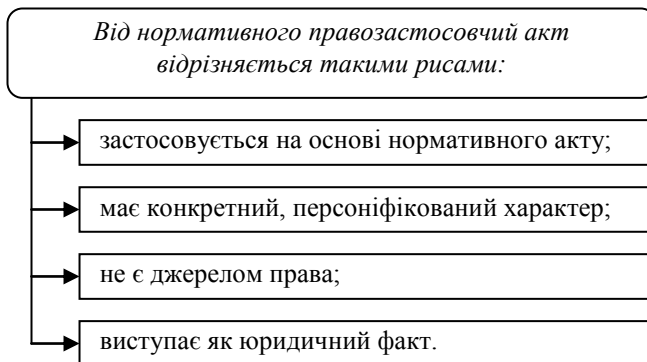 Від нормативного правозастосовчий акт
відрізняється такими рисами:
застосовується на основі нормативного акту;
має конкретний, персоніфікований характер;
не є джерелом права;
виступає як юридичний факт.